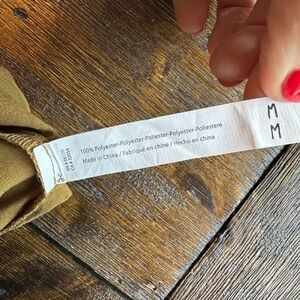 100% Polyester-Polyester-Poliester-Polyester-Poliestere
Made in China / Fabriqué en chine / Hecho en china
M
M